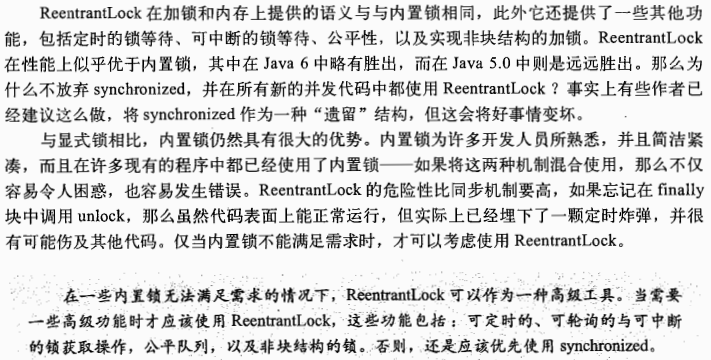 ReentrantLock 在加锁和内存上提供的语义与与内置锁相同，此外它还提供了一些其他功
能，包括定时的锁等待、可中断的锁等待、公平性，以及实现非块结构的加锁。ReentrantLock
在性能上似乎优于内置锁，其中在 Java 6 中略有胜出，而在 Java 5.0 中则是远远胜出。那么为
什么不放弃 synchronized，并在所有新的并发代码中都使用 ReentrantLock？事实上有些作者已
经建议这么做，将 synchronized 作为一种“遗留”结构，但这会将好事情变坏。
与显式锁相比，内置锁仍然具有很大的优势。内置锁为许多开发人员所熟悉，并且简洁紧
凑，而且在许多现有的程序中都已经使用了内置锁——如果将这两种机制混合使用，那么不仅
容易令人困惑，也容易发生错误。ReentrantLock 的危险性比同步机制要高，如果忘记在 finally
块中调用 unlock，那么虽然代码表面上能正常运行，但实际上已经埋下了一颗定时炸弹，并很
有可能伤及其他代码。仅当内置锁不能满足需求时，才可以考虑使用 ReentrantLock。
在一些内置锁无法满足需求的情况下，ReentrantLock 可以作为一种高级工具。当需要
一些高级功能时才应该使用 ReentrantLock，这些功能包括：可定时的、可轮询的与可中断
的锁获取操作，公平队列，以及非块结构的锁。否则，还是应该优先使用 synchronized。